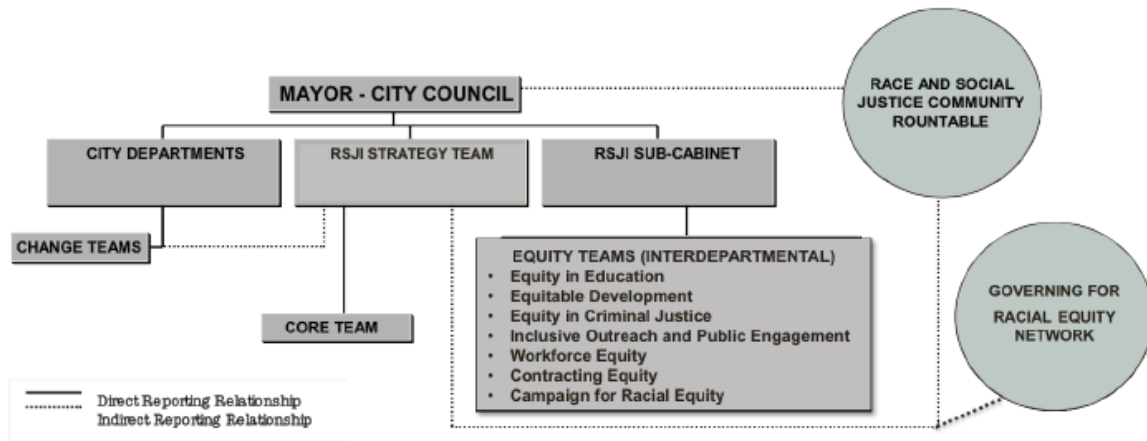 MAYOR - CITY COUNCIL
RACE AND SOCIAL
JUSTICE COMMUNITY
ROUNTABLE
CITY DEPARTMENTS
RSJI STRATEGY TEAM
RSJI SUB-CABINET
CHANGE TEAMS
CORE TEAM
EQUITY TEAMS (INTERDEPARTMENTAL)
• Equity in Education
• Equitable Development
• Equity in Criminal Justice
• Inclusive Outreach and Public Engagement
• Workforce Equity
• Contracting Equity
• Campaign for Racial Equity
GOVERNING FOR
RACIAL EQUITY
NETWORK
Direct Reporting Relationship
Indirect Reporting Relationship